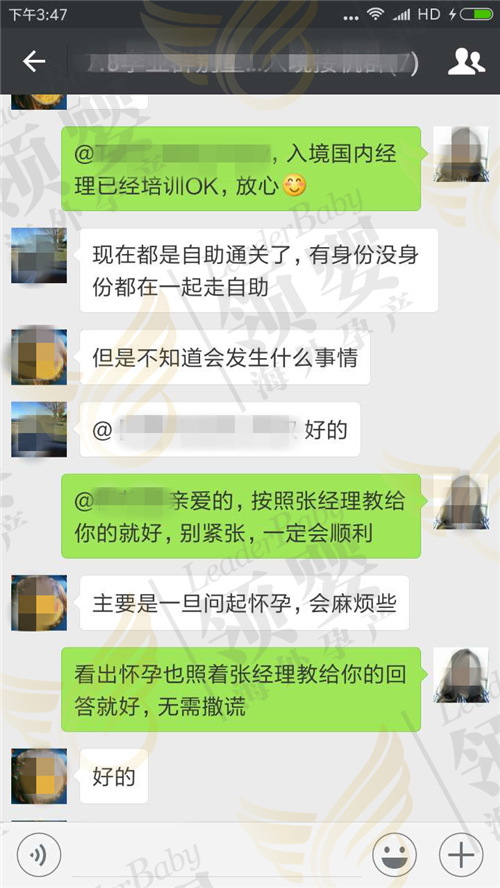 下午3:47
HD
(7)
@
，入境国内经
理已经培训OK，放心
现在都是自助通关了，有身份没身
份都在一起走自助
但是不知道会发生什么事情
@ 好的
@ 亲爱的，按照张经理教给
你的就好，别紧张，一定会顺利
主要是一旦问起怀孕，会麻烦些
看出怀孕也照着张经理教给你的回
答就好，无需撒谎
好的
LeaderBaby
领婴
海外孕产